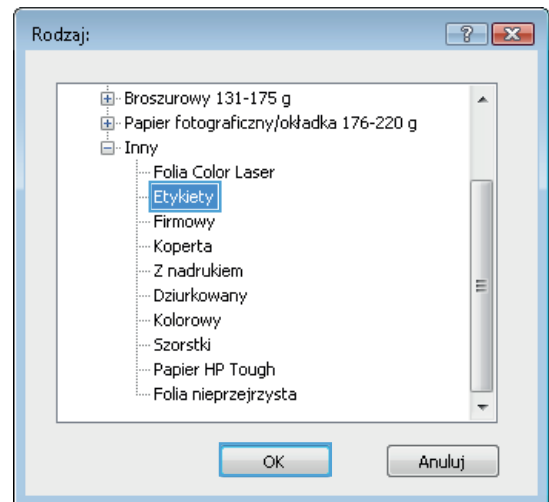 Rodzaj:
Broszurowy 131-175 g
Papier fotograficzny/okładka 176-220 g
Inny
Folia Color Laser
Etykiety
Firmowy
Koperta
Z nadrukiem
Dziurkowany
Kolorowy
Szorstki
Papier HP Tough
Folia nieprzejrzysta
OK Anuluj